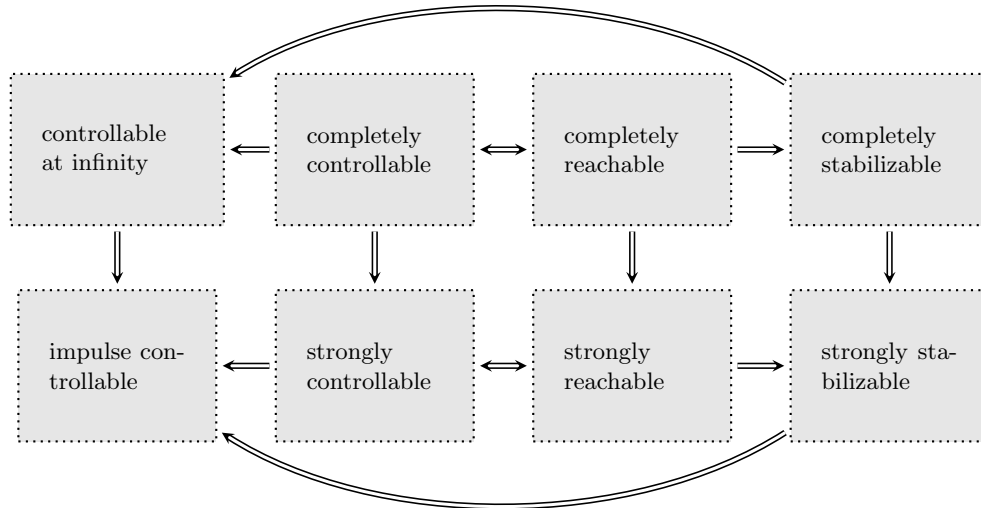 controllable
at infinity
completely
controllable
completely
reachable
completely
stabilizable
impulse con-
trollable
strongly
controllable
strongly
reachable
strongly sta-
bilizable